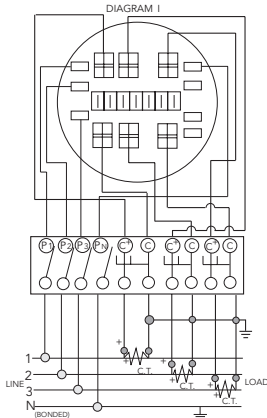 DIAGRAM I
P1 P2 P3 PN C+ C C+ C C+ C
1
+ + C.T.
2
+ + C.T.
LINE 3
+ + C.T. LOAD
N
(BONDED)